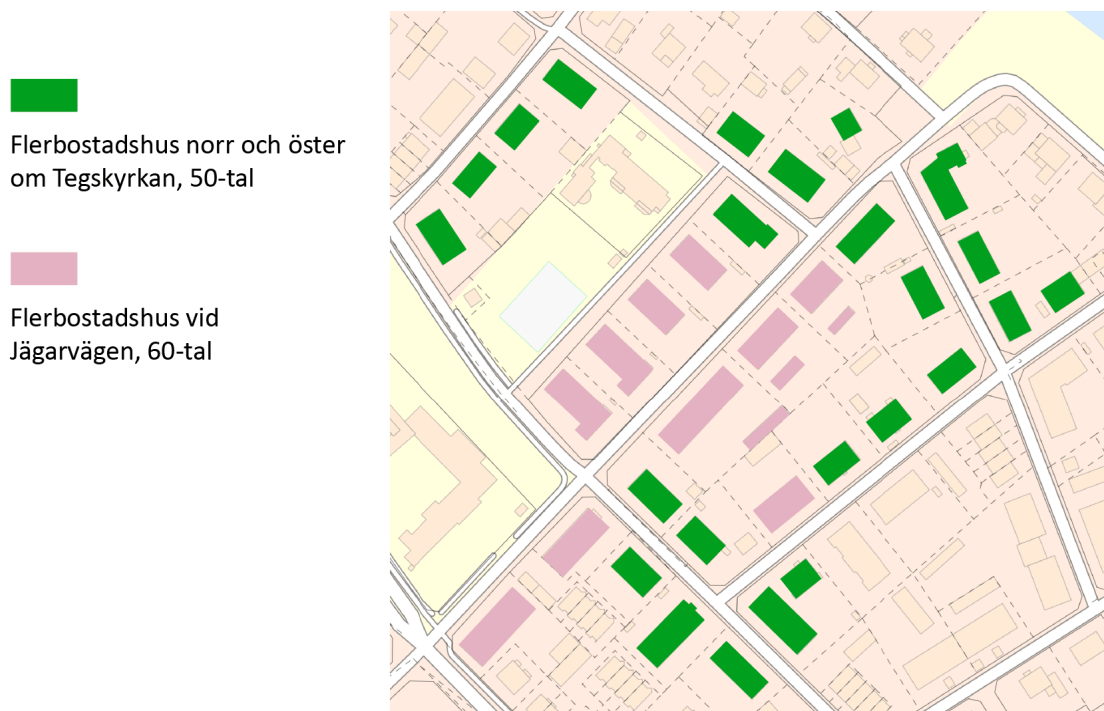 Flerbostadshus norr och öster
om Tegskyrkan, 50-tal
Flerbostadshus vid
Jägarvägen, 60-tal